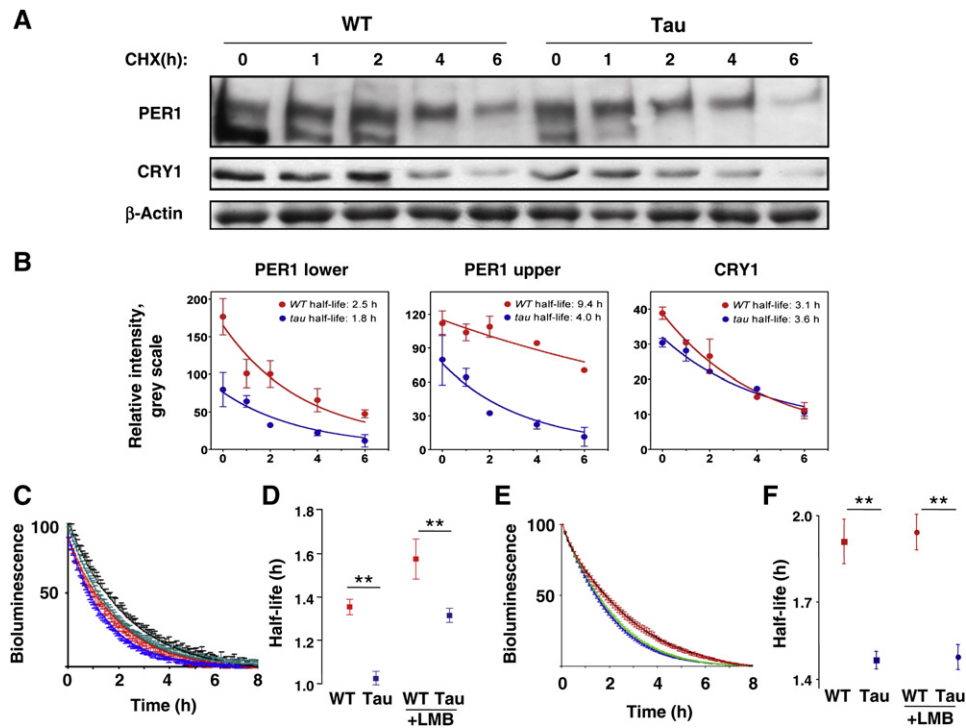 A
WT Tau
CHX(h): 0 1 2 4 6 0 1 2 4 6
PER1
CRY1
β-Actin
B
PER1 lower PER1 upper CRY1
Relative intensity,
grey scale
200
150
100
50
0
0 2 4 6
WT half-life: 2.5 h
tau half-life: 1.8 h
150
120
90
60
30
0
0 2 4 6
WT half-life: 9.4 h
tau half-life: 4.0 h
50
40
30
20
10
0
0 2 4 6
WT half-life: 3.1 h
tau half-life: 3.6 h
C
Bioluminescence
100
50
0 2 4 6 8
Time (h)
D
Half-life (h)
1.8
1.6
1.4
1.2
1.0
**
**
WT Tau WT Tau
+LMB
E
Bioluminescence
100
50
0 2 4 6 8
Time (h)
F
Half-life (h)
2.0
1.7
1.5
1.4
**
**
WT Tau WT Tau
+LMB